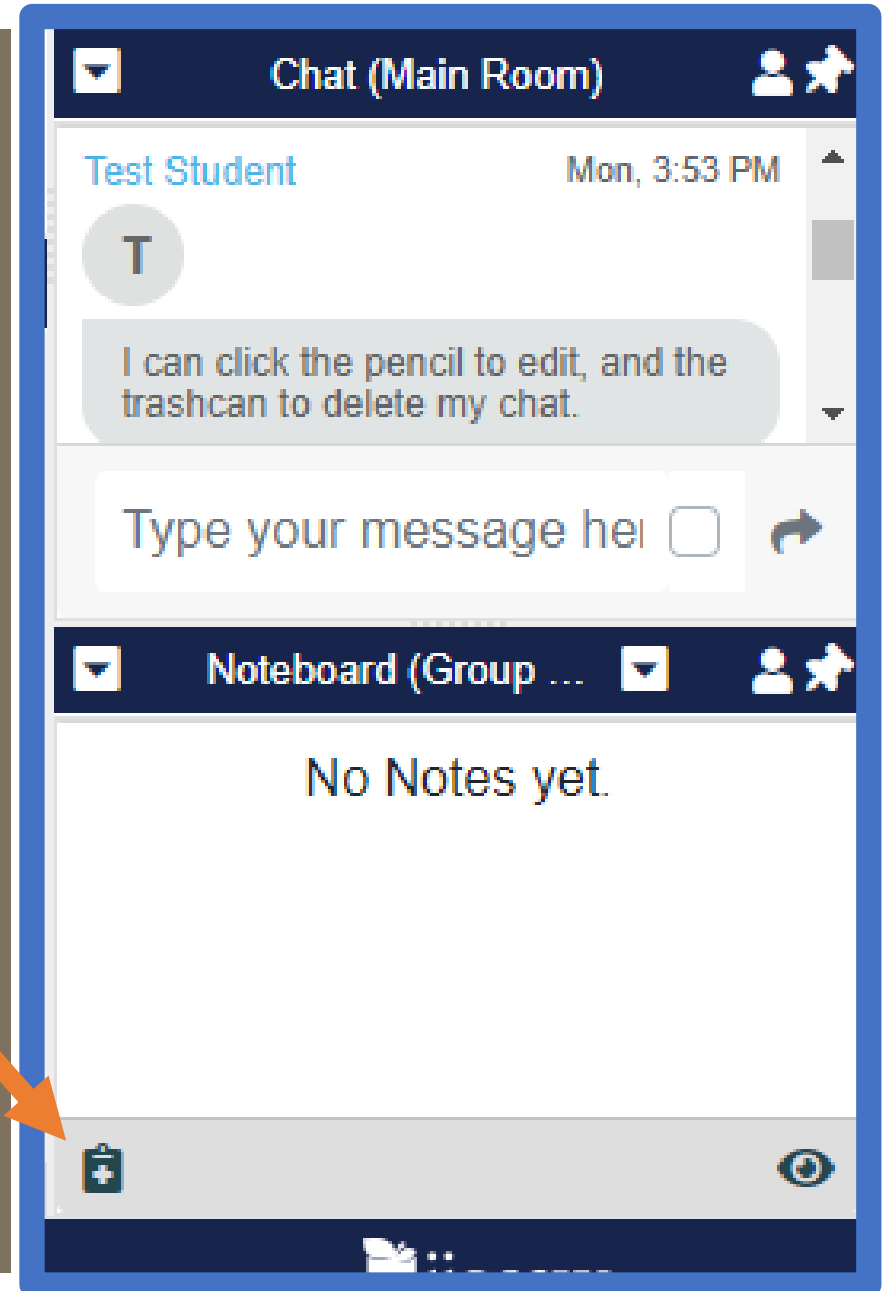 Chat (Main Room)
Test Student Mon, 3:53 PM
T
I can click the pencil to edit, and the
trashcan to delete my chat.
Type your message her
Noteboard (Group ...
No Notes yet.